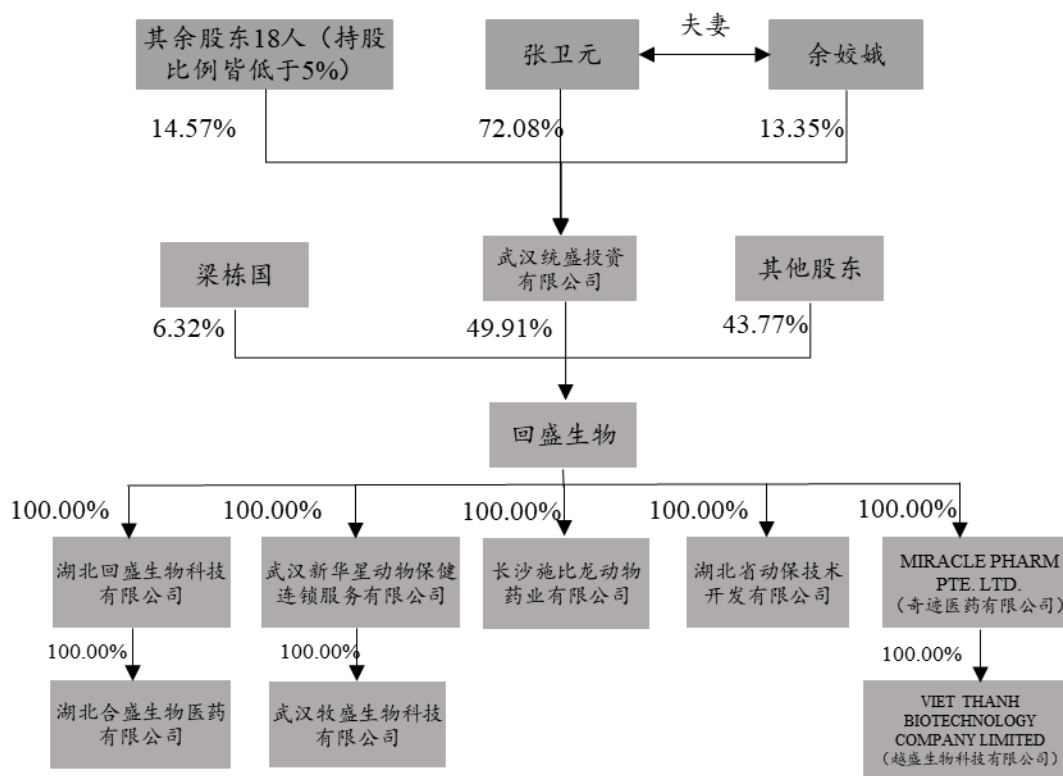 其余股东18人（持股
比例皆低于5%）
张卫元
夫妻
余姣娥
14.57%
72.08%
13.35%
梁栋国
武汉统盛投资
有限公司
其他股东
6.32%
49.91%
43.77%
回盛生物
100.00%
100.00%
100.00%
100.00%
100.00%
湖北回盛生物科技
有限公司
武汉新华星动物保健
连锁服务有限公司
长沙施比龙动物
药业有限公司
湖北省动保技术
开发有限公司
MIRACLE PHARM
PTE. LTD.
（奇迹医药有限公司）
100.00%
100.00%
100.00%
湖北合盛生物医药
有限公司
武汉牧盛生物科技
有限公司
VIET THANH
BIOTECHNOLOGY
COMPANY LIMITED
（越盛生物科技有限公司）